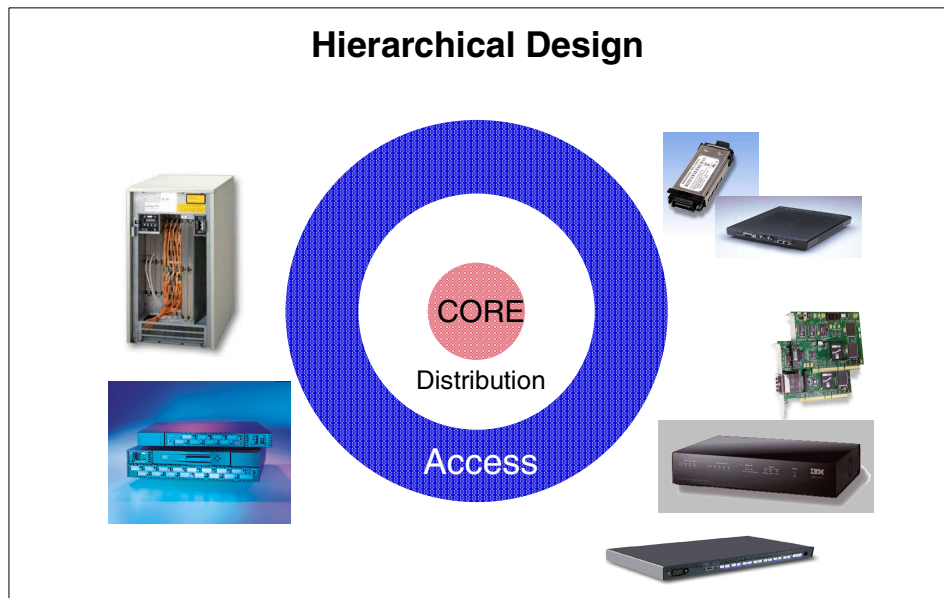 Hierarchical Design
CORE
Distribution
Access
IBM